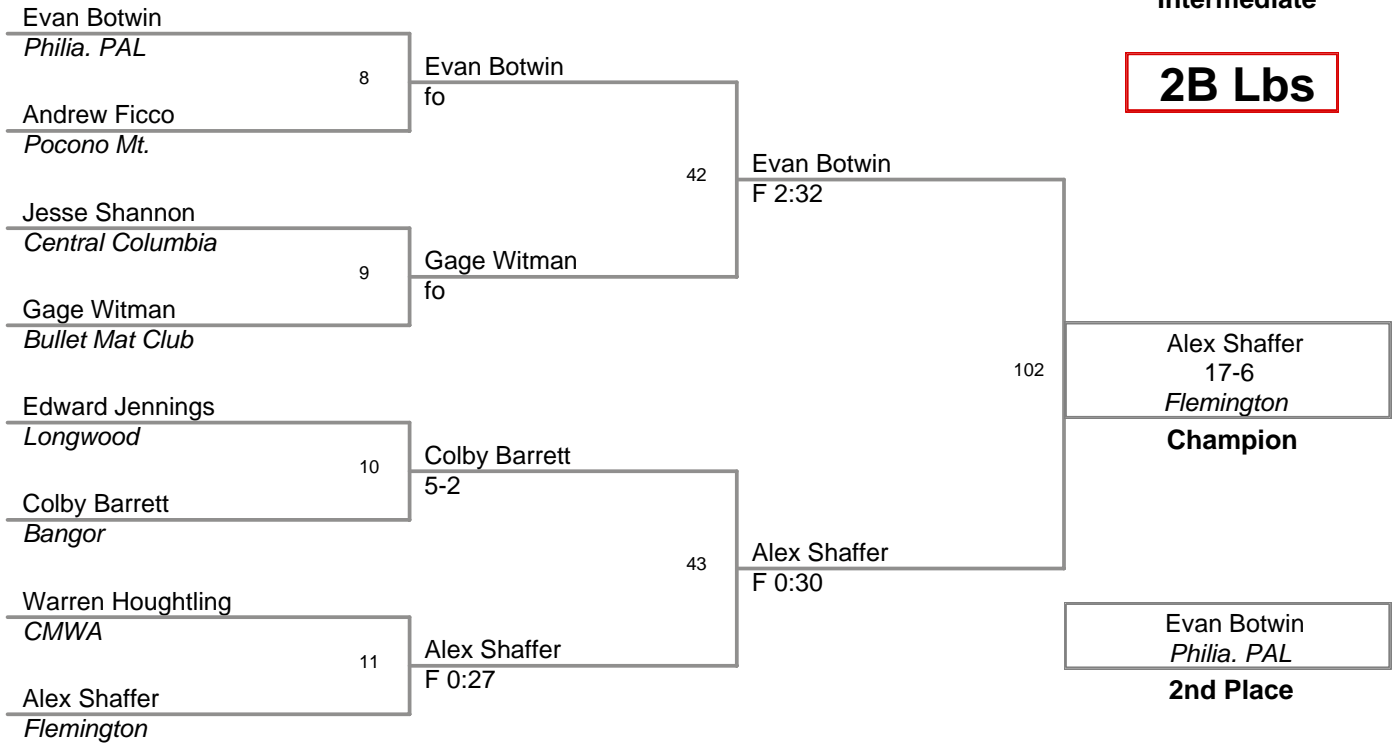 Intermediate
2B Lbs
Evan Botwin
Philia. PAL
8
Andrew Ficco
Pocono Mt.
Jesse Shannon
Central Columbia
9
Gage Witman
Bullet Mat Club
Edward Jennings
Longwood
10
Colby Barrett
Bangor
Warren Houghtling
CMWA
11
Alex Shaffer
Flemington
Evan Botwin
fo
42
Gage Witman
fo
Colby Barrett
5-2
43
Alex Shaffer
F 0:27
Evan Botwin
F 2:32
102
Alex Shaffer
F 0:30
Alex Shaffer
17-6
Flemington
Champion
Evan Botwin
Philia. PAL
2nd Place